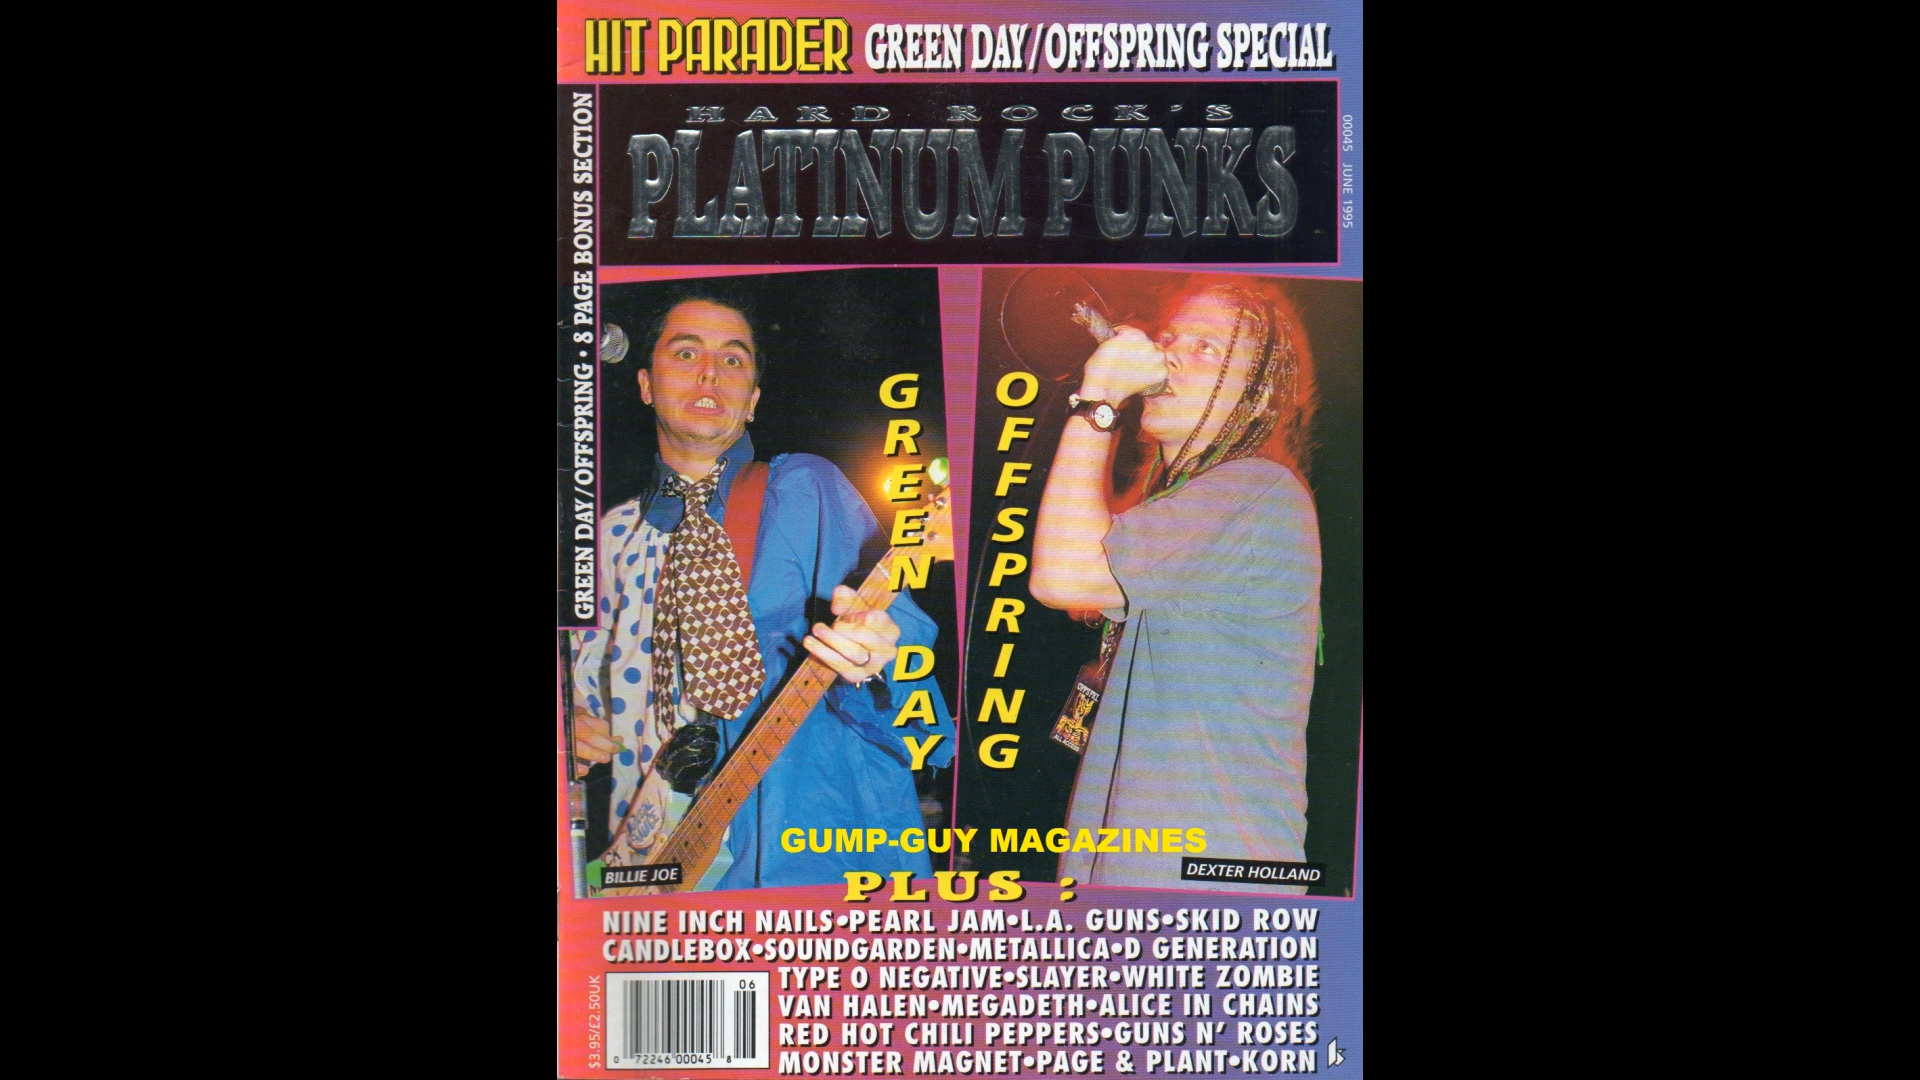 HIT PARADER GREEN DAY/OFFSPRING SPECIAL
HARD ROCK'S
PLATINUM PUNKS
00045 JUNE 1995
GREEN DAY/OFFSPRING • 8 PAGE BONUS SECTION
GREEN DAY
OFFSPRING
ALL ACCESS
GUMP-GUY MAGAZINES
BILLIE JOE
DEXTER HOLLAND
PLUS :
NINE INCH NAILS•PEARL JAM•L.A. GUNS•SKID ROW
CANDLEBOX•SOUNDGARDEN•METALLICA•D GENERATION
TYPE O NEGATIVE•SLAYER•WHITE ZOMBIE
VAN HALEN•MEGADETH•ALICE IN CHAINS
RED HOT CHILI PEPPERS•GUNS N' ROSES
MONSTER MAGNET•PAGE & PLANT•KORN
$3.95/£2.50UK
06
0 72246 00045 8